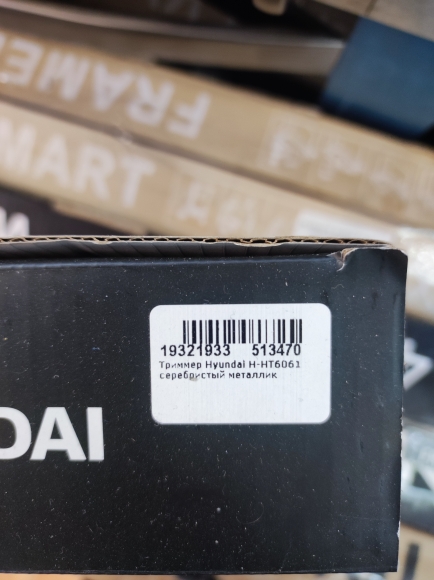 FRAME
MART
19321933 513470
Триммер Hyundai H-HT6061
серебристый металлик
DAI